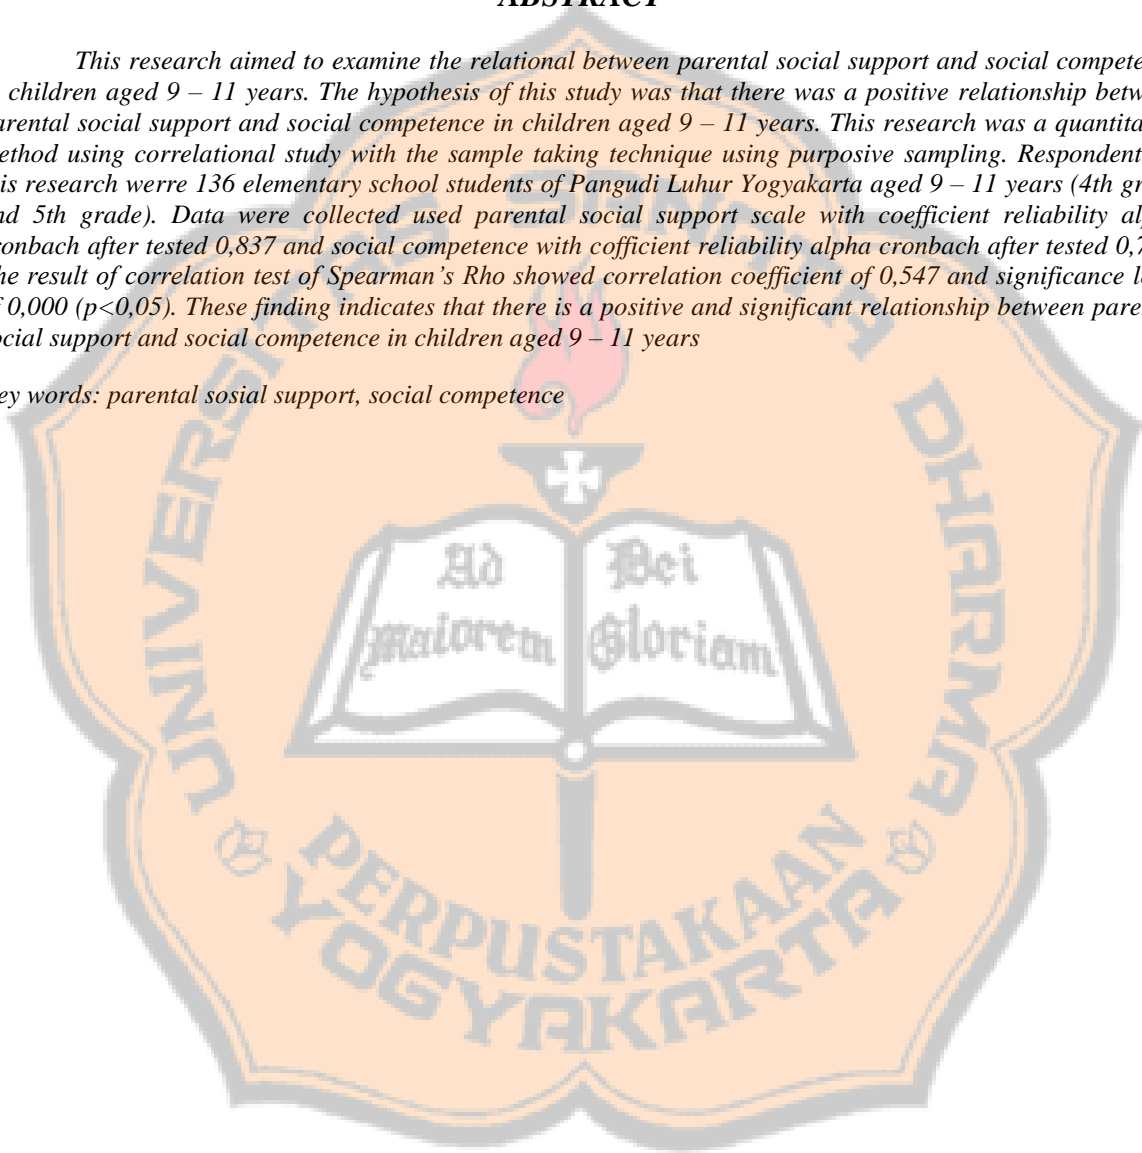 ABSTRACT
This research aimed to examine the relational between parental social support and social compete
children aged 9 – 11 years. The hypothesis of this study was that there was a positive relationship betw
arental social support and social competence in children aged 9 – 11 years. This research was a quantita
ethod using correlational study with the sample taking technique using purposive sampling. Respondent
is research werre 136 elementary school students of Pangudi Luhur Yogyakarta aged 9 – 11 years (4th gr
nd 5th grade). Data were collected used parental social support scale with coefficient reliability al
ronbach after tested 0,837 and social competence with cofficient reliability alpha cronbach after tested 0,7
he result of correlation test of Spearman’s Rho showed correlation coefficient of 0,547 and significance l
f 0,000 (p<0,05). These finding indicates that there is a positive and significant relationship between pare
ocial support and social competence in children aged 9 – 11 years
ey words: parental sosial support, social competence
UNIVERSITAS SANATA DHARMA
Ad Dei
maiorem Gloriam
PERPUSTAKAAN
YOGYAKARTA